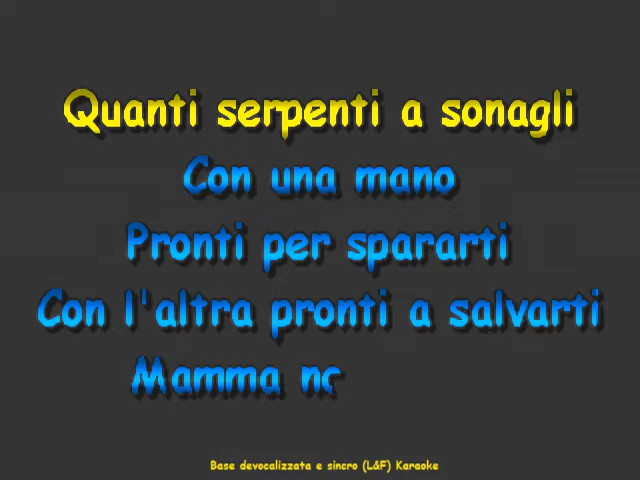 Quanti serpenti a sonagli
Con una mano
Pronti per spararti
Con l'altra pronti a salvarti
Mamma
Base devocalizzata e sincro (L&F) Karaoke